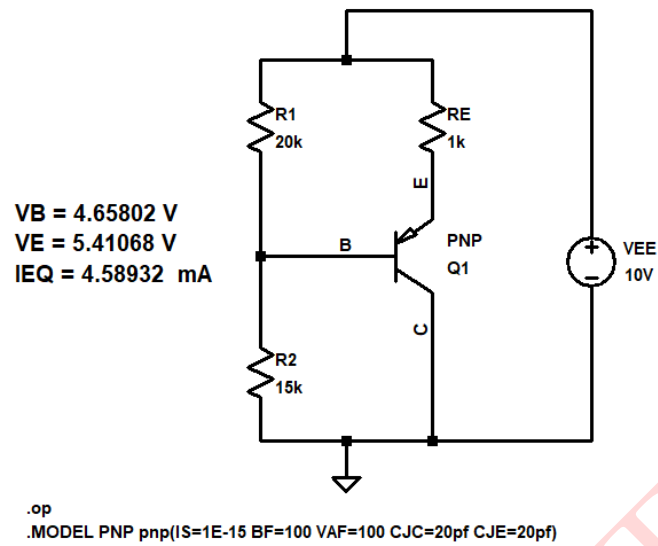 R1
20k
RE
1k
E
VB = 4.65802 V
VE = 5.41068 V
IEQ = 4.58932 mA
B
PNP
Q1
VEE
10V
C
R2
15k
.op
.MODEL PNP pnp(IS=1E-15 BF=100 VAF=100 CJC=20pf CJE=20pf)